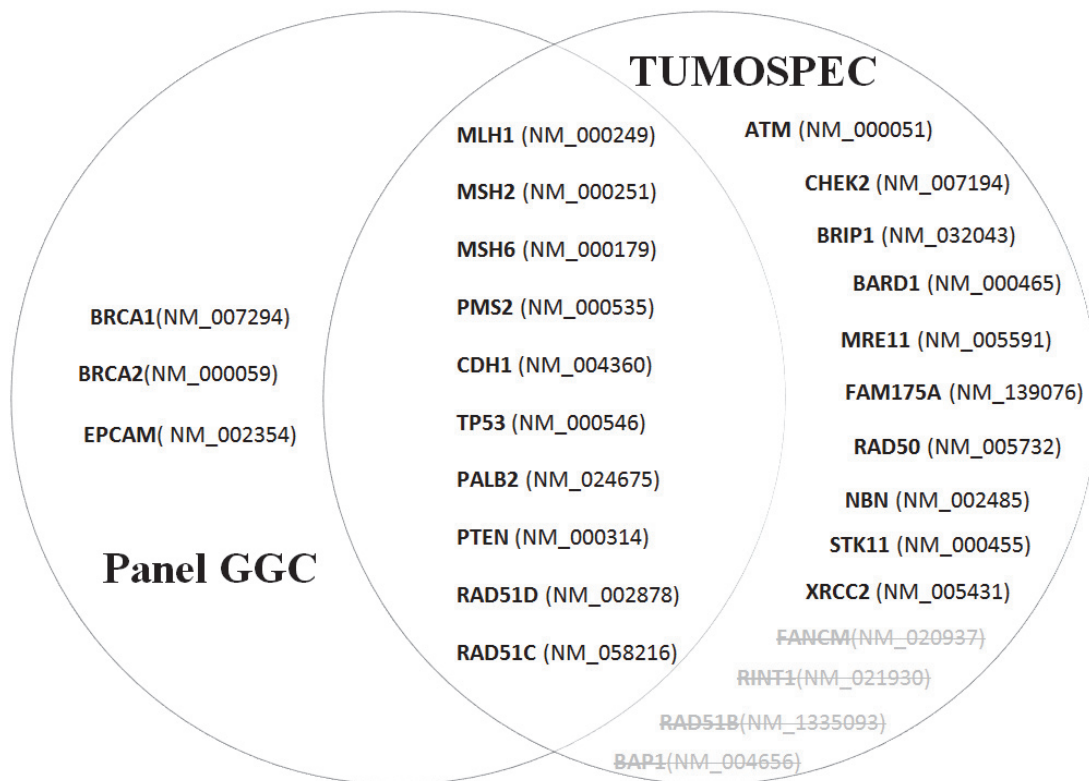 TUMOSPEC
MLH1 (NM_000249)
MSH2 (NM_000251)
MSH6 (NM_000179)
PMS2 (NM_000535)
CDH1 (NM_004360)
TP53 (NM_000546)
PALB2 (NM_024675)
PTEN (NM_000314)
RAD51D (NM_002878)
RAD51C (NM_058216)
ATM (NM_000051)
CHEK2 (NM_007194)
BRIP1 (NM_032043)
BARD1 (NM_000465)
MRE11 (NM_005591)
FAM175A (NM_139076)
RAD50 (NM_005732)
NBN (NM_002485)
STK11 (NM_000455)
XRCC2 (NM_005431)
FANCM(NM_020937)
RINT1(NM_021930)
RAD51B(NM_1335093)
BAP1(NM_004656)
BRCA1(NM_007294)
BRCA2(NM_000059)
EPCAM( NM_002354)
Panel GGC